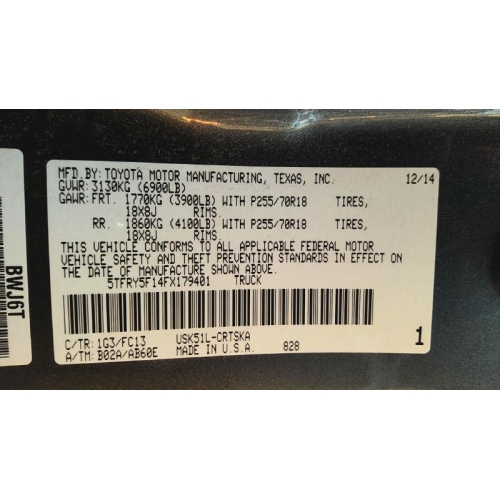 MFD.BY:TOYOTA MOTOR MANUFACTURING, TEXAS, INC. 12/14
GVWR:3130KG (6900LB)
GAWR:FRT. 1770KG (3900LB) WITH P255/70R18 TIRES,
18X8J RIMS.
RR. 1860KG (4100LB) WITH P255/70R18 TIRES,
18X8J RIMS.
THIS VEHICLE CONFORMS TO ALL APPLICABLE FEDERAL MOTOR
VEHICLE SAFETY AND THEFT PREVENTION STANDARDS IN EFFECT ON
THE DATE OF MANUFACTURE SHOWN ABOVE.
5TFRY5F14FX179401 TRUCK
C/TR:1G3/FC13 USK51L-CRTSKA
A/TM:B02A/AB60E MADE IN U.S.A. 828 1
BWJ6T